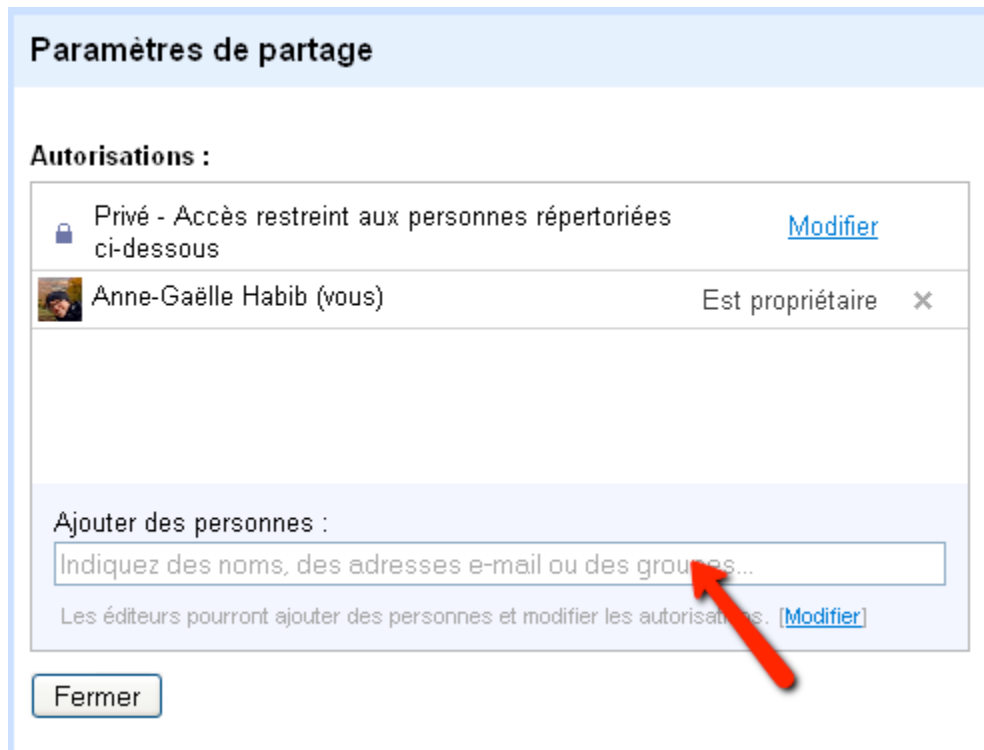 Paramètres de partage
Autorisations :
Privé - Accès restreint aux personnes répertoriées
ci-dessous
Modifier
Anne-Gaëlle Habib (vous)
Est propriétaire
Ajouter des personnes :
Indiquez des noms, des adresses e-mail ou des groupes...
Les éditeurs pourront ajouter des personnes et modifier les autorisations. [Modifier]
Fermer